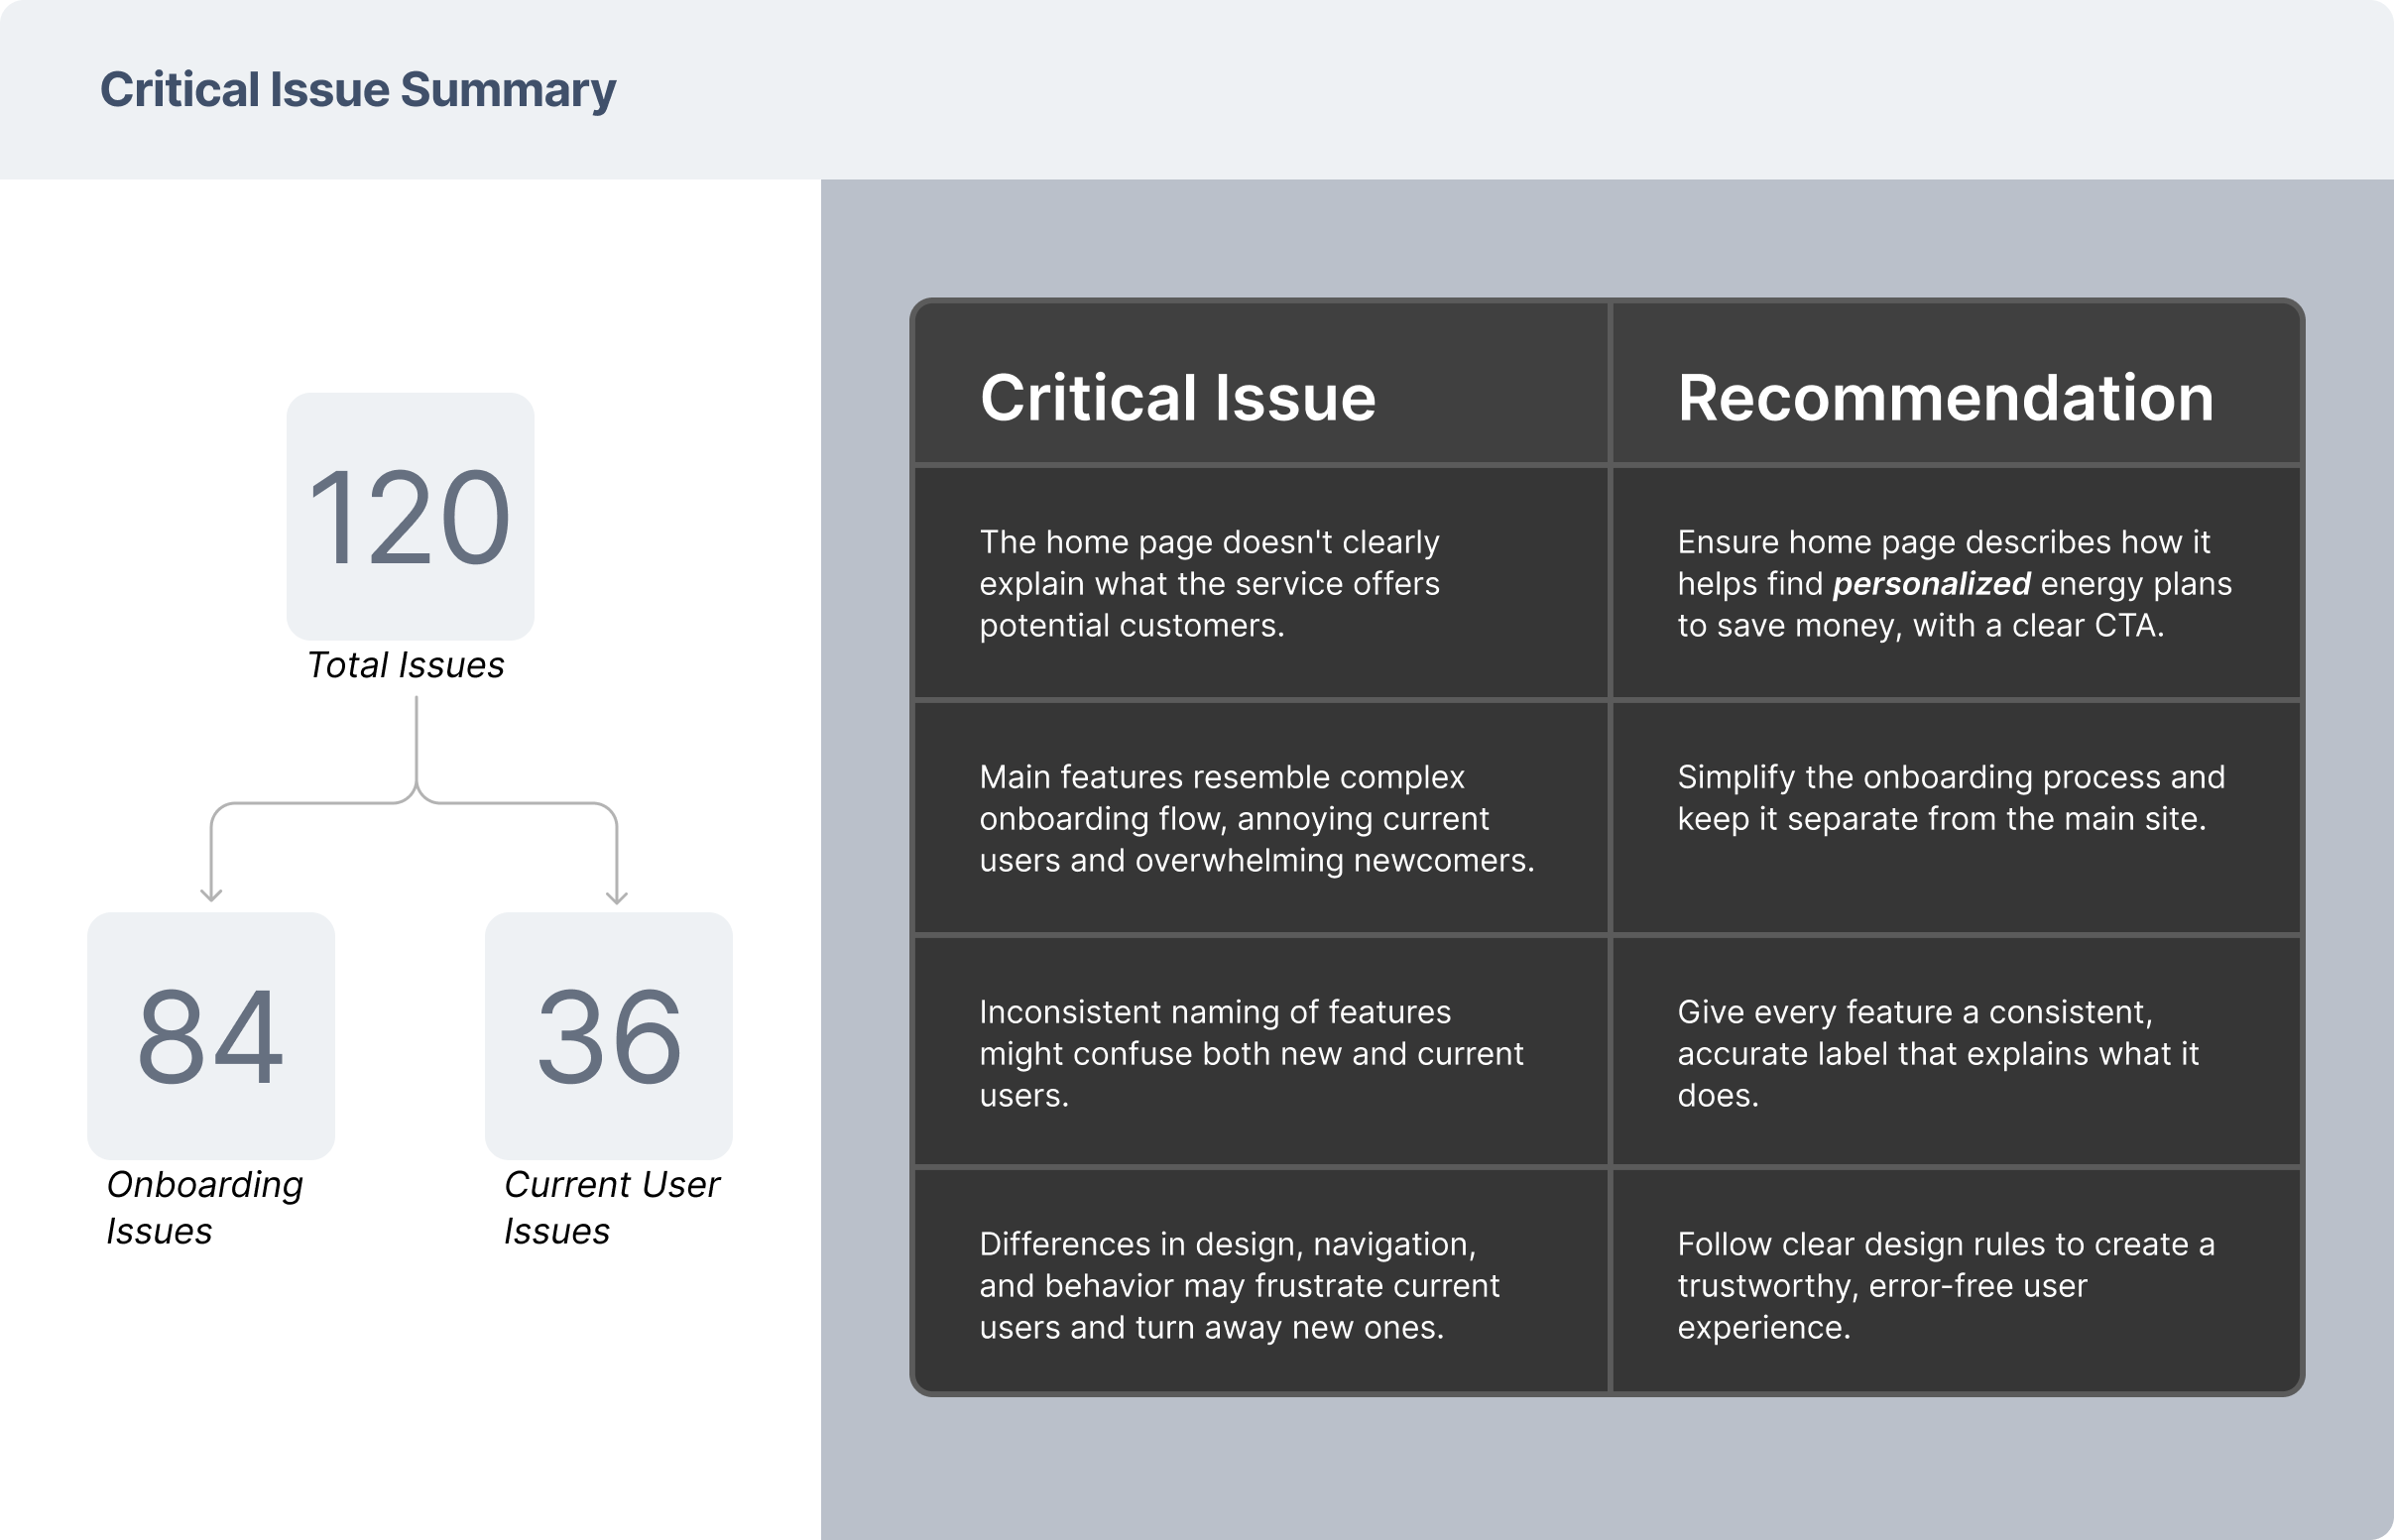 Critical Issue Summary
120
Total Issues
84
Onboarding
Issues
36
Current User
Issues
Critical Issue
Recommendation
The home page doesn't clearly
explain what the service offers
potential customers.
Ensure home page describes how it
helps find personalized energy plans
to save money, with a clear CTA.
Main features resemble complex
onboarding flow, annoying current
users and overwhelming newcomers.
Simplify the onboarding process and
keep it separate from the main site.
Inconsistent naming of features
might confuse both new and current
users.
Give every feature a consistent,
accurate label that explains what it
does.
Differences in design, navigation,
and behavior may frustrate current
users and turn away new ones.
Follow clear design rules to create a
trustworthy, error-free user
experience.